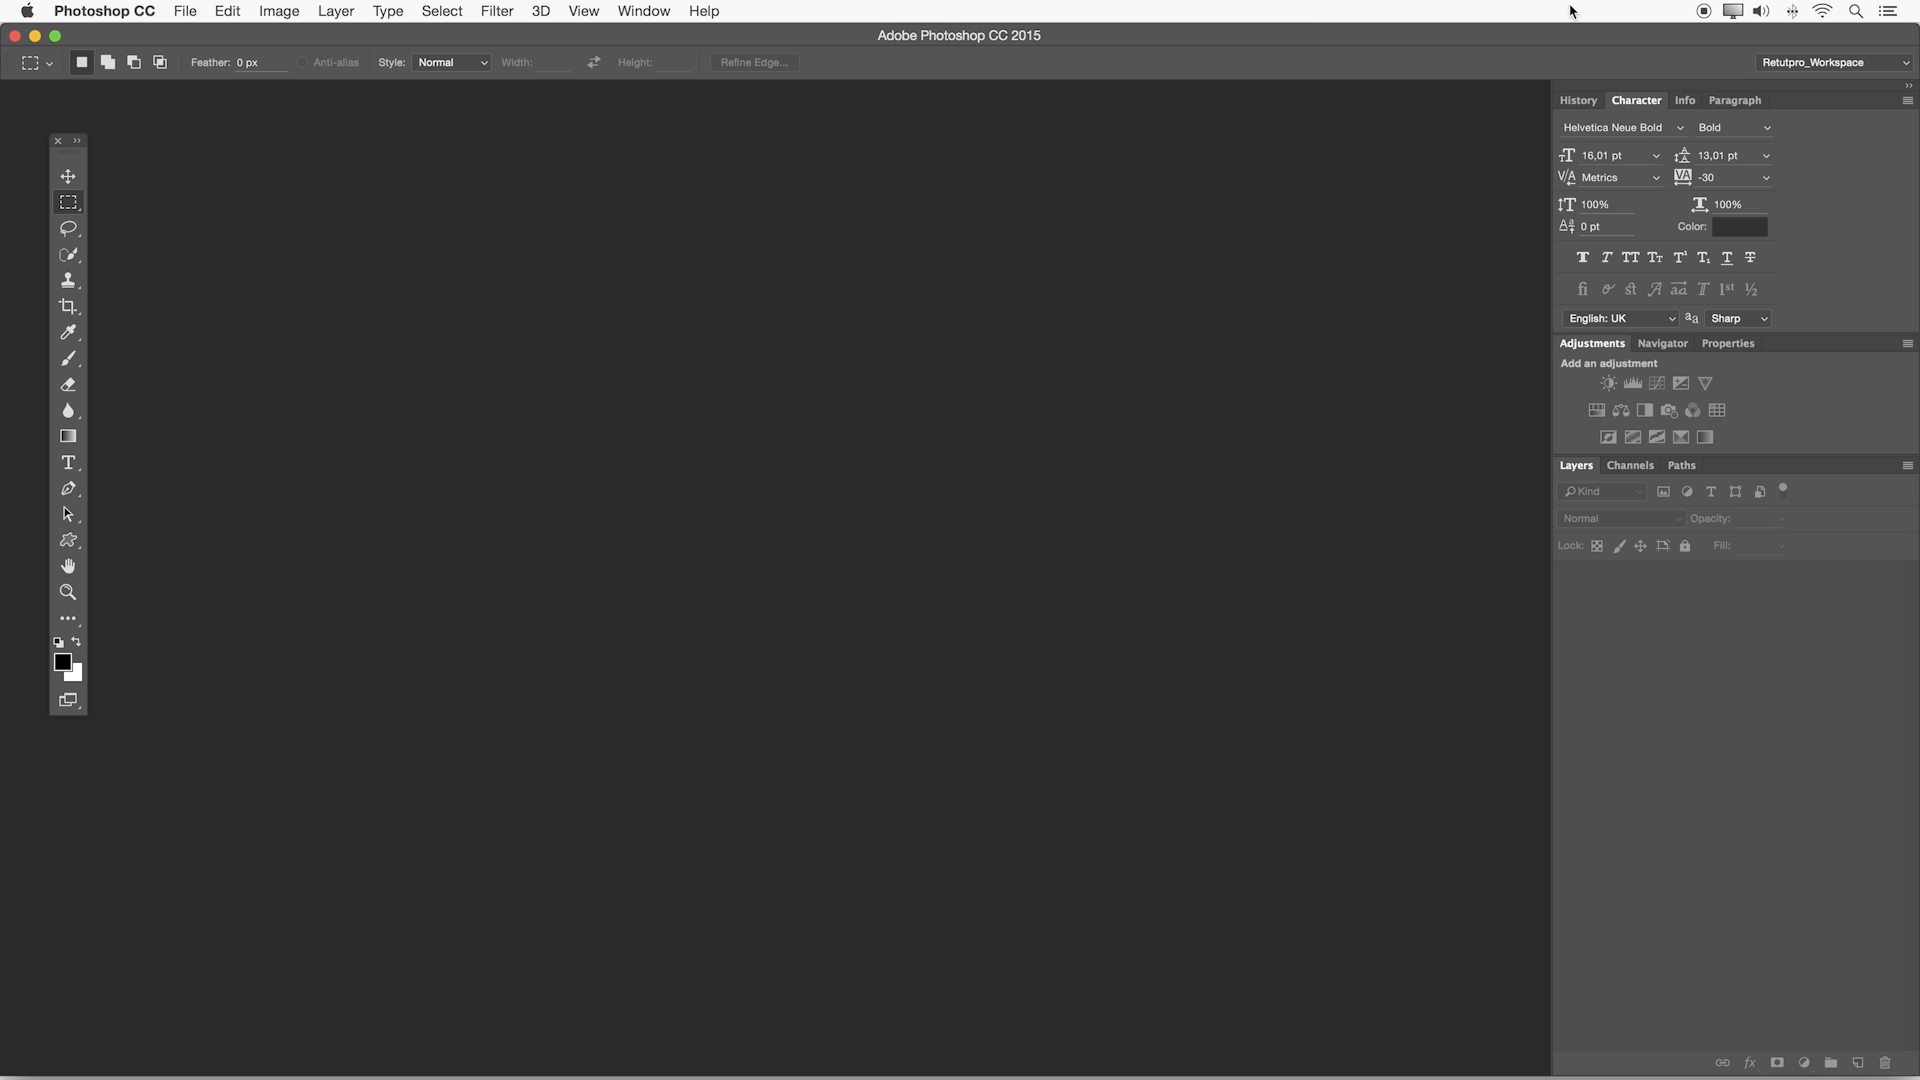 Photoshop CC File Edit Image Layer Type Select Filter 3D View Window Help
Adobe Photoshop CC 2015
Feather: 0 px Anti-alias Style: Normal Width: Height: Refine Edge... Retutpro_Workspace
History Character Info Paragraph
Helvetica Neue Bold Bold
16,01 pt 13,01 pt
Metrics -30
100% 100%
0 pt Color:
English: UK Sharp
Adjustments Navigator Properties
Add an adjustment
Layers Channels Paths
Kind
Normal Opacity:
Lock: Fill: